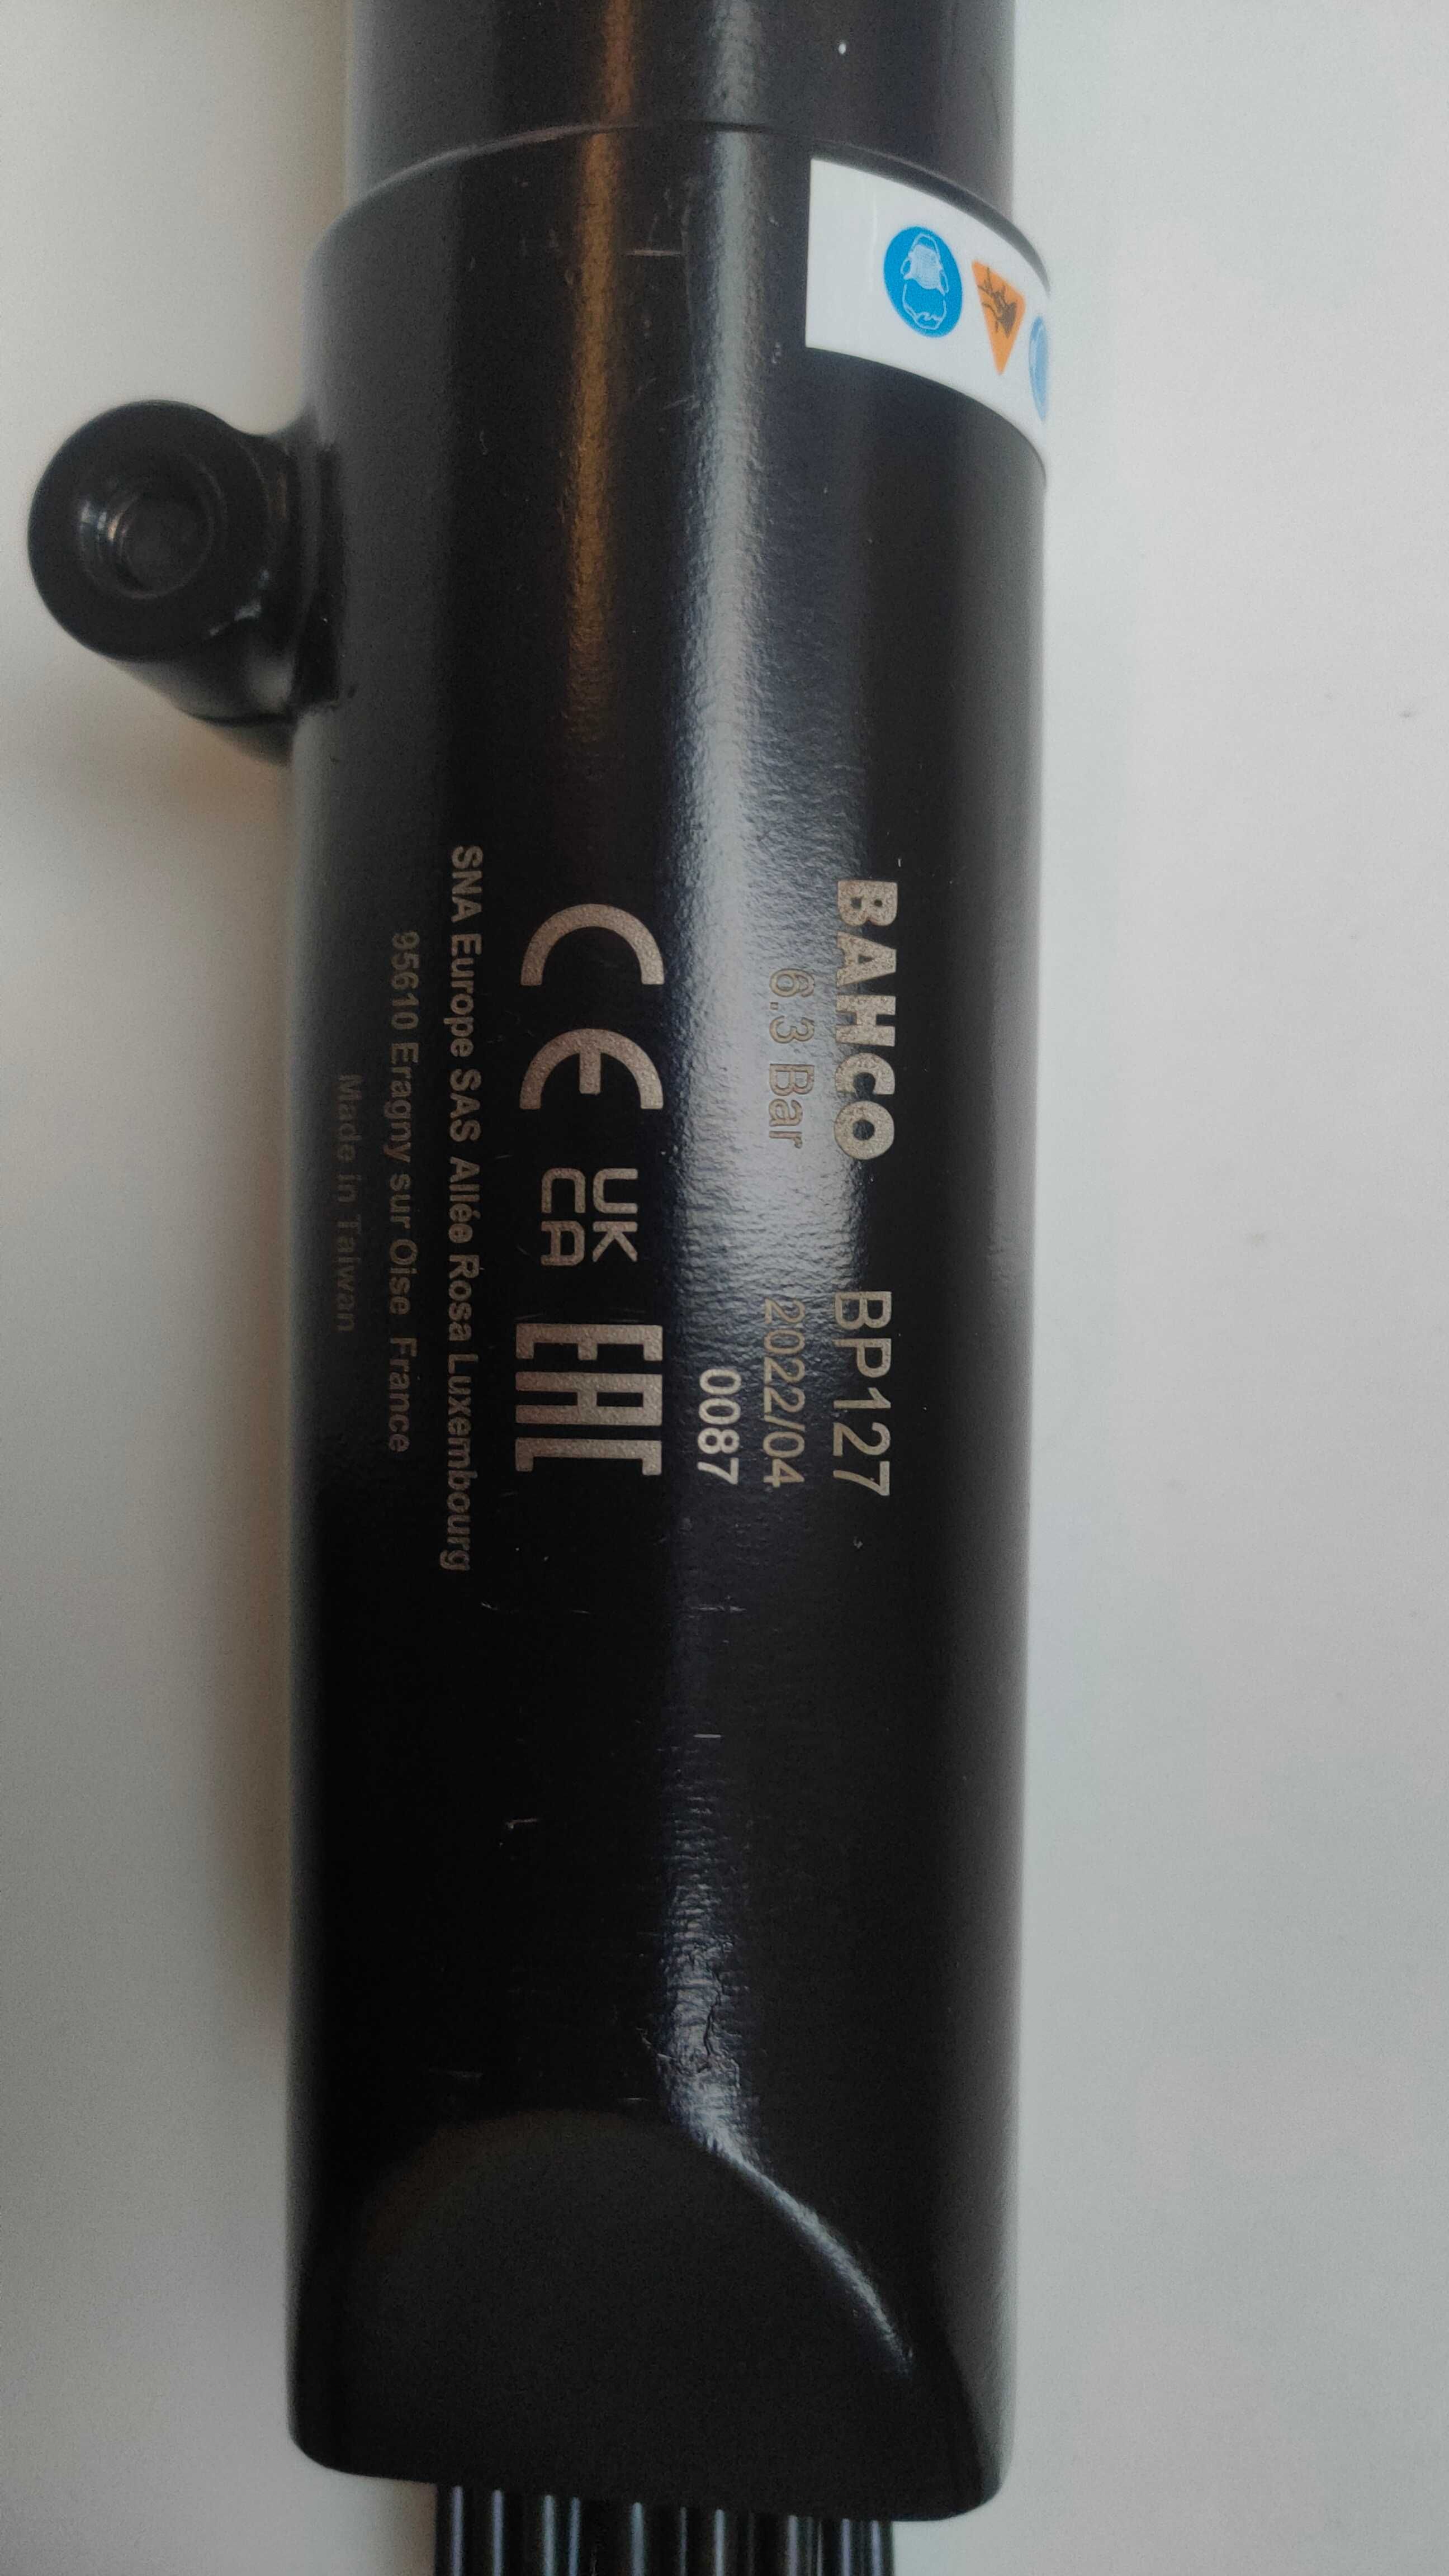 BAHCO BP127
6.3 Bar 2022/04
0087
CE UK CA EAC
SNA Europe SAS Allée Rosa Luxembourg
95610 Eragny sur Oise France
Made in Taiwan